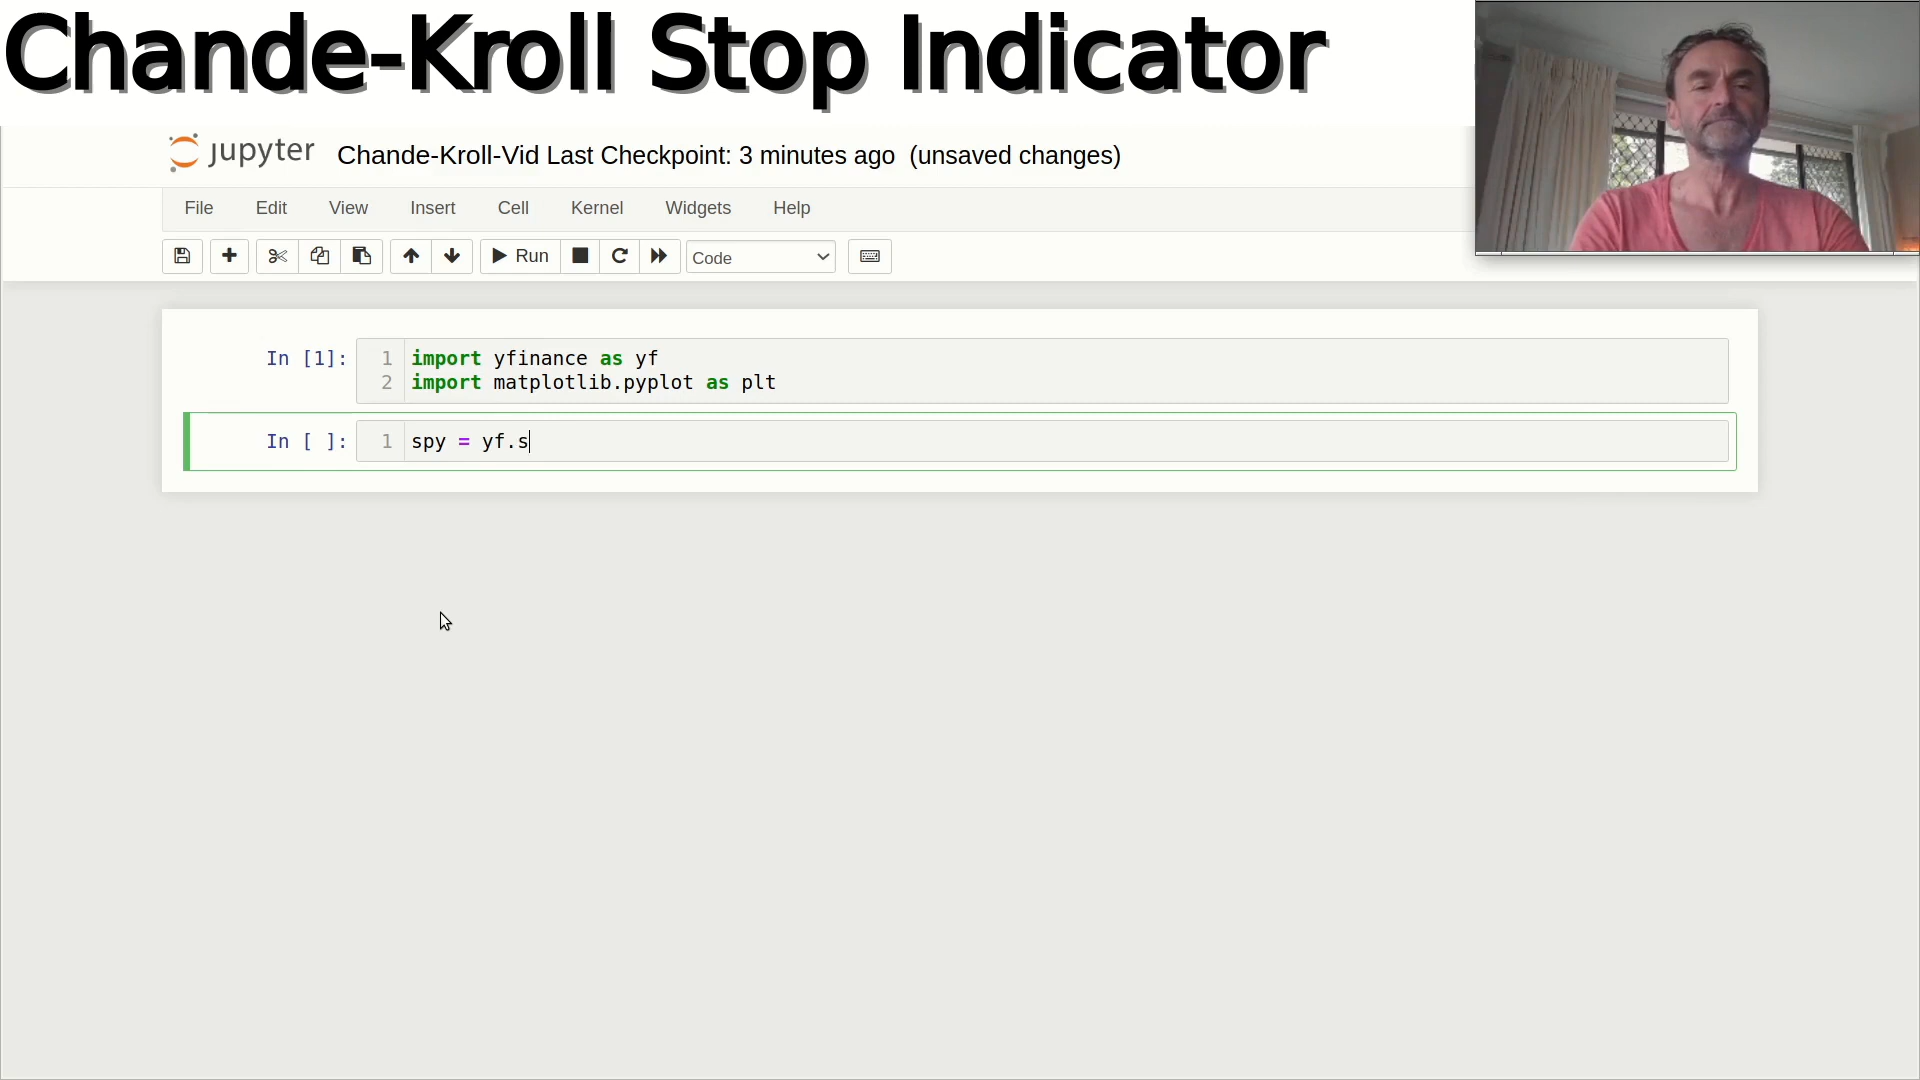 Chande-Kroll Stop Indicator
jupyter Chande-Kroll-Vid Last Checkpoint: 3 minutes ago (unsaved changes)
File Edit View Insert Cell Kernel Widgets Help
Run Code
In [1]: 1 import yfinance as yf
2 import matplotlib.pyplot as plt
In [ ]: 1 spy = yf.s